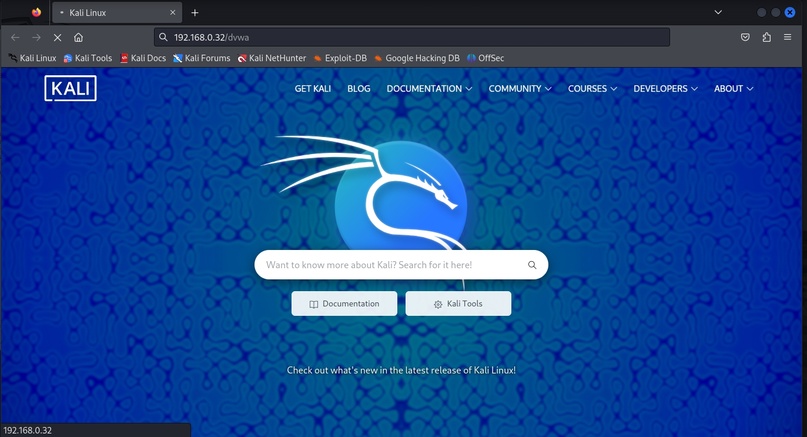 Kali Linux
192.168.0.32/dvwa
Kali Linux Kali Tools Kali Docs Kali Forums Kali NetHunter Exploit-DB Google Hacking DB OffSec
KALI GET KALI BLOG DOCUMENTATION COMMUNITY COURSES DEVELOPERS ABOUT
Want to know more about Kali? Search for it here!
Documentation Kali Tools
Check out what's new in the latest release of Kali Linux!
192.168.0.32